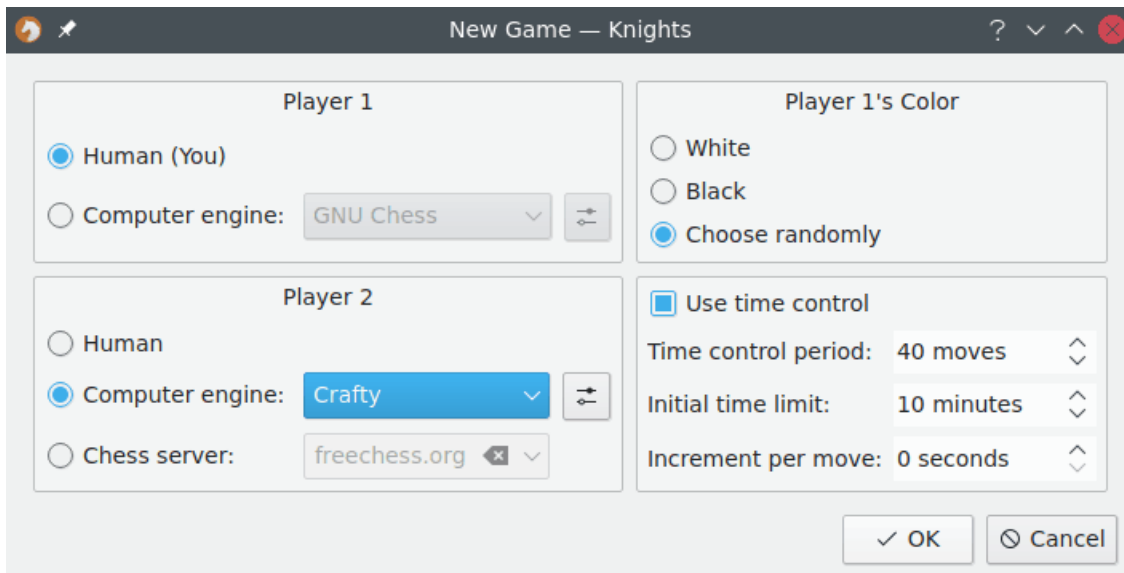 New Game — Knights
Player 1
Human (You)
Computer engine: GNU Chess
Player 1's Color
White
Black
Choose randomly
Player 2
Human
Computer engine: Crafty
Chess server: freechess.org
Use time control
Time control period: 40 moves
Initial time limit: 10 minutes
Increment per move: 0 seconds
OK Cancel